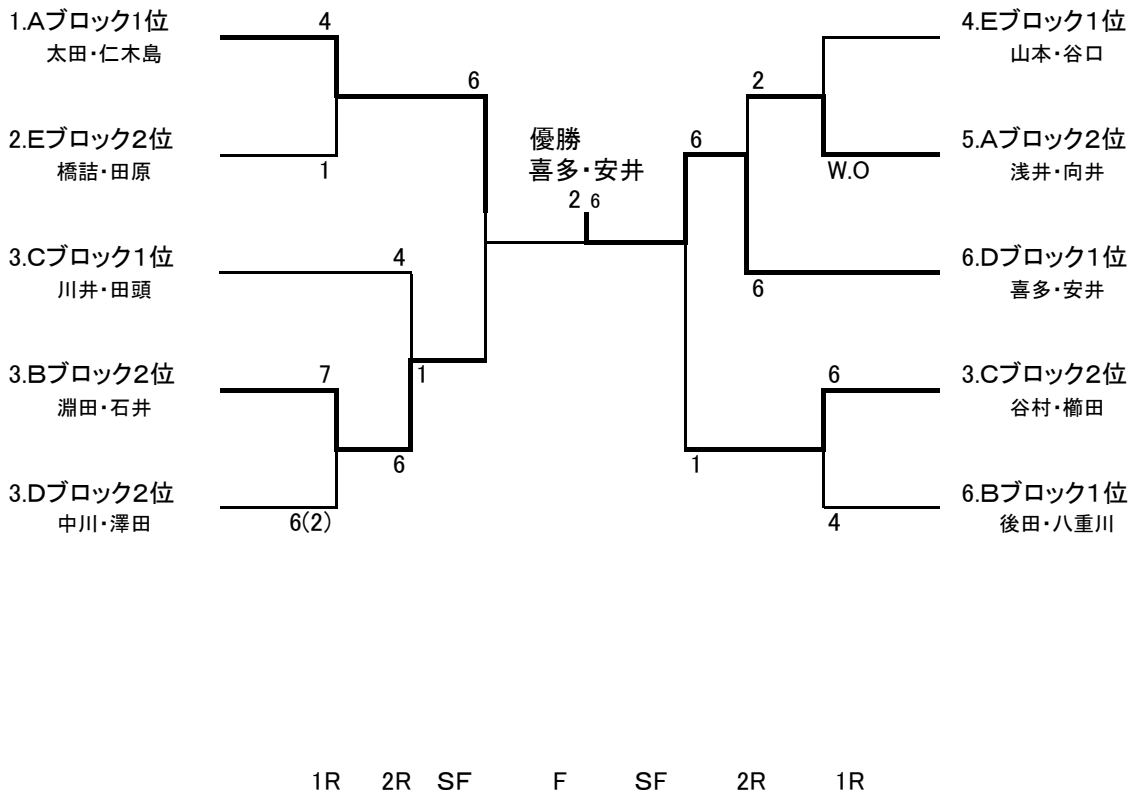 1.Aブロック1位
太田・仁木島
4
6
2.Eブロック2位
橋詰・田原
1
3.Cブロック1位
川井・田頭
4
3.Bブロック2位
淵田・石井
7
1
6
3.Dブロック2位
中川・澤田
6(2)
優勝
喜多・安井
2 6
4.Eブロック1位
山本・谷口
2
5.Aブロック2位
浅井・向井
W.O
6
6.Dブロック1位
喜多・安井
6
3.Cブロック2位
谷村・櫛田
6
1
6.Bブロック1位
後田・八重川
4
1R 2R SF F SF 2R 1R